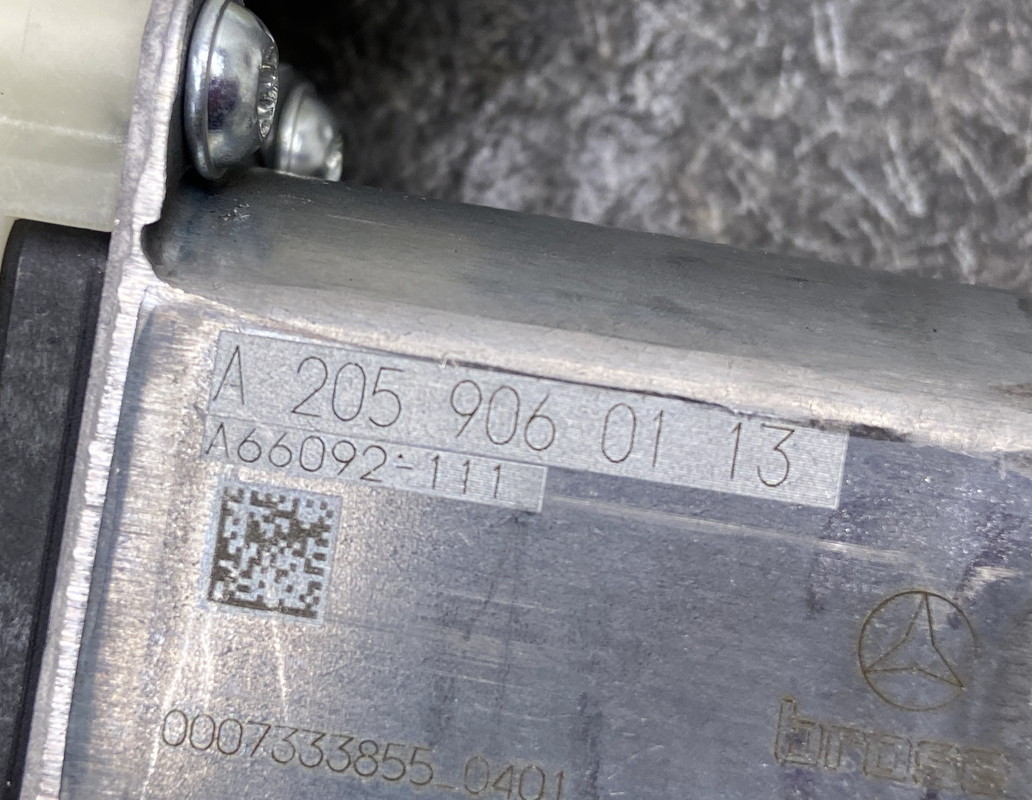 A 205 906 01 13
A66092-111
0007333855_0401
brose